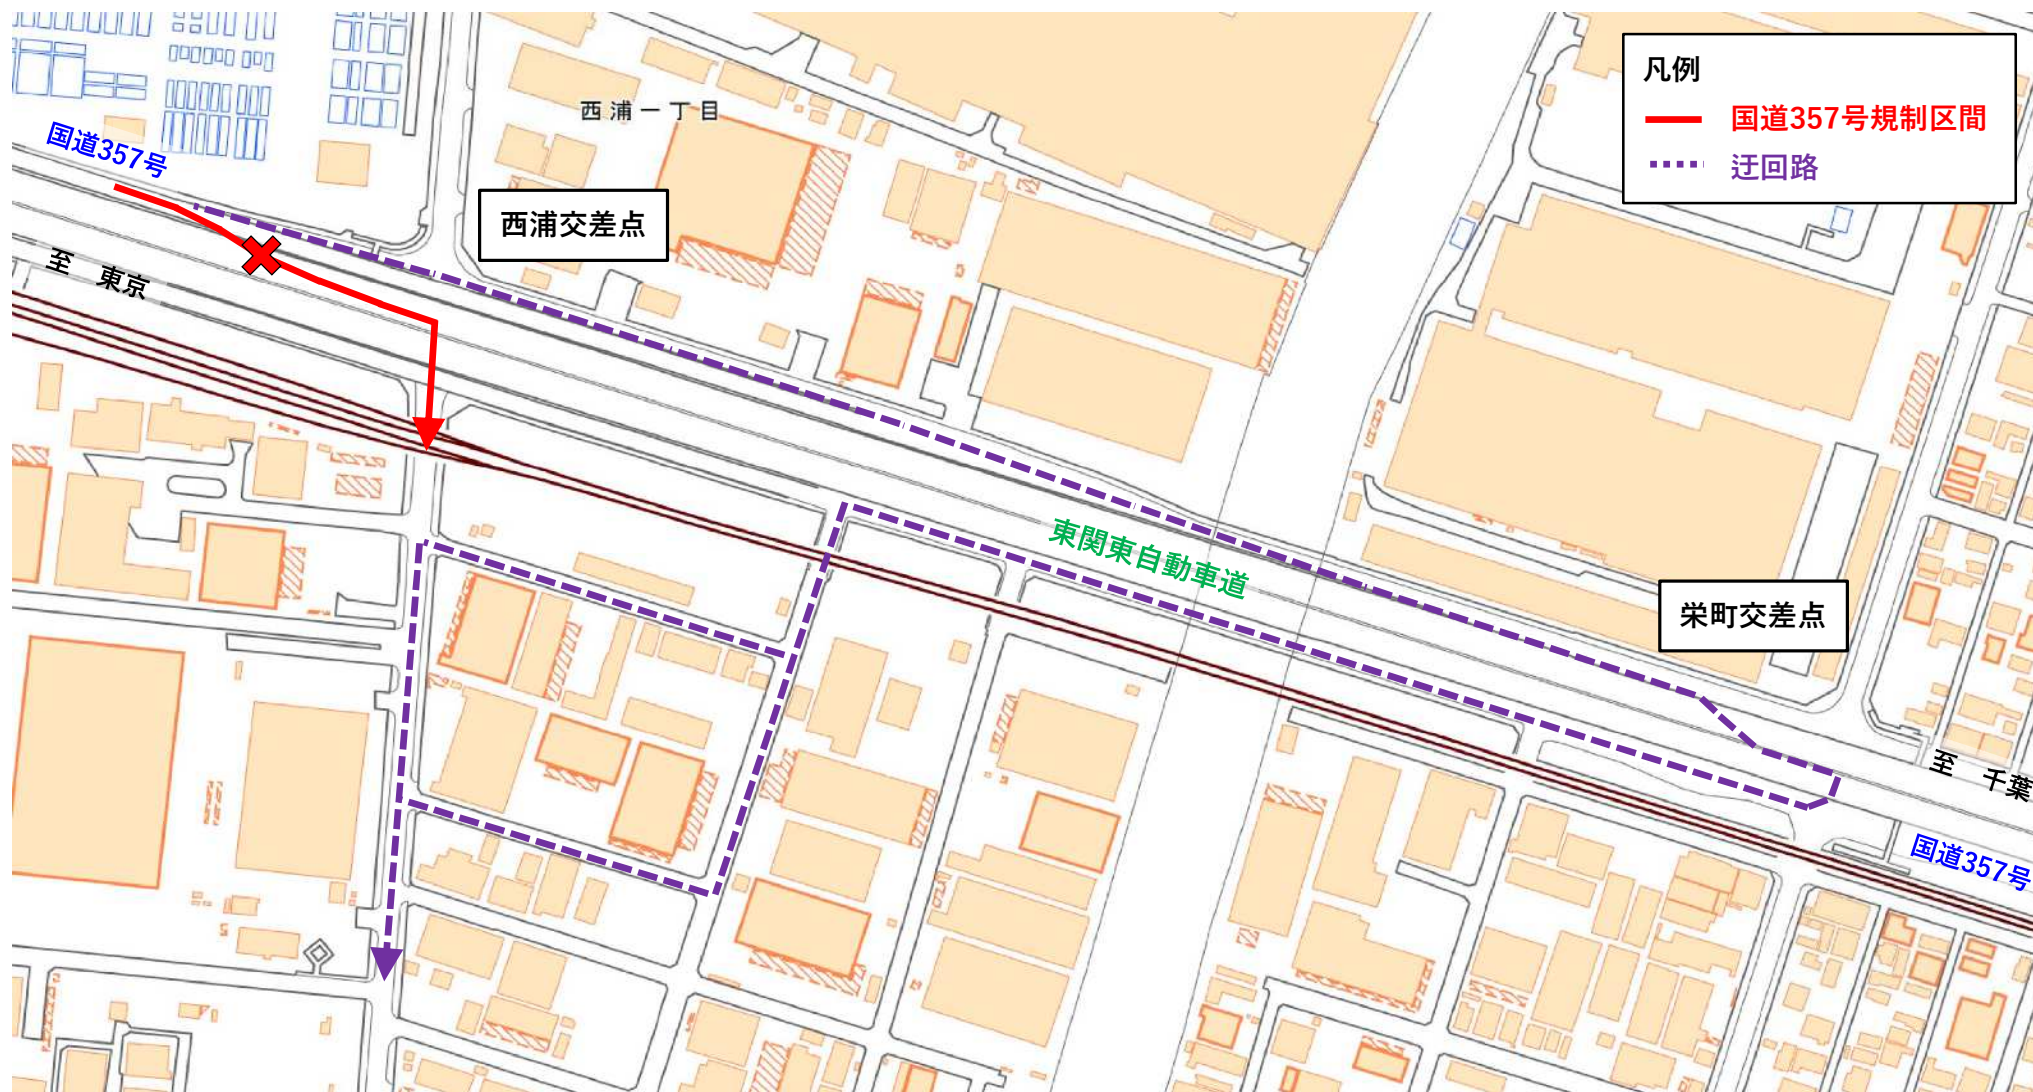 凡例
国道357号規制区間
迂回路
西浦一丁目
国道357号
西浦交差点
至 東京
東関東自動車道
栄町交差点
至 千葉
国道357号